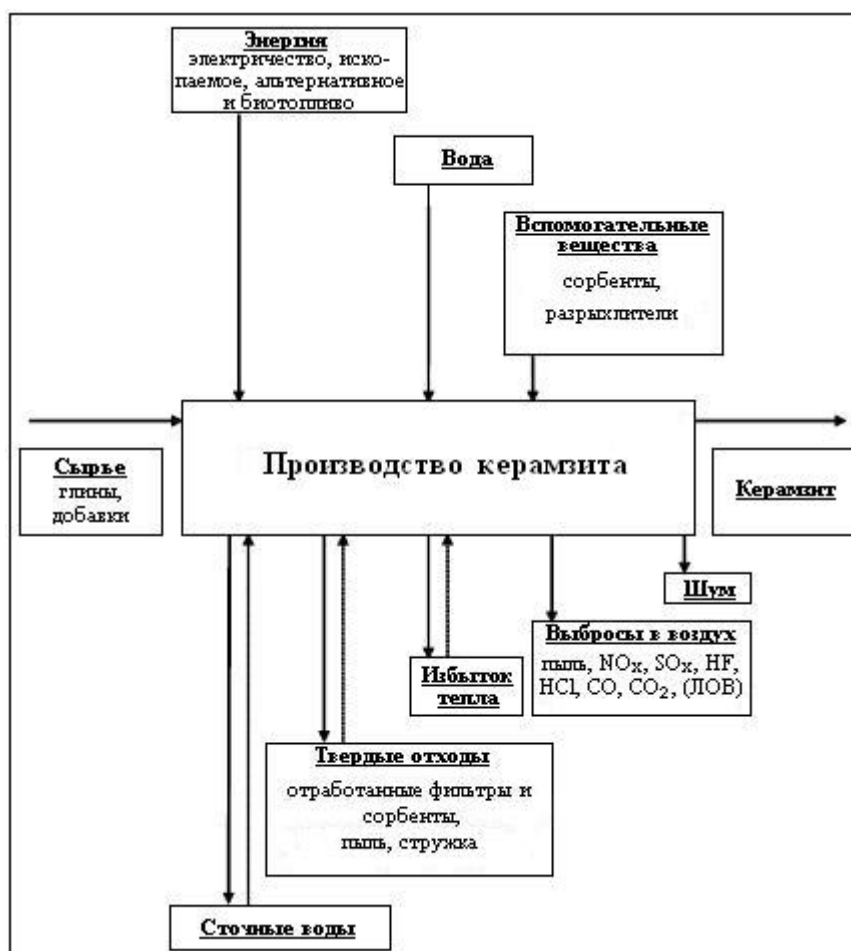 Энергия
электричество, иско-
паемое, альтернативное
и биотопливо
Вода
Вспомогательные
вещества
сорбенты,
разрыхлители
Производство керамзита
Сырье
глины,
добавки
Керамзит
Шум
Выбросы в воздух
пыль, NOx, SOx, HF,
HCl, CO, CO2, (ЛОВ)
Избыток
тепла
Твердые отходы
отработанные фильтры и
сорбенты,
пыль, стружка
Сточные воды